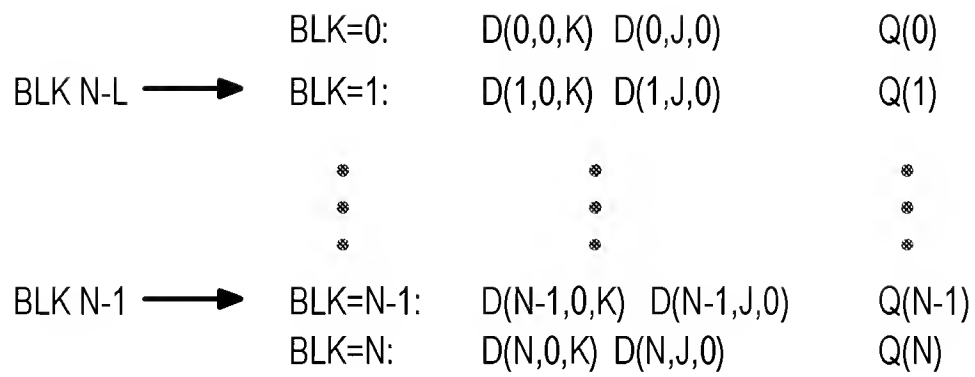 BLK=0: D(0,0,K) D(0,J,0) Q(0)
BLK N-L BLK=1: D(1,0,K) D(1,J,0) Q(1)
BLK N-1 BLK=N-1: D(N-1,0,K) D(N-1,J,0) Q(N-1)
BLK=N: D(N,0,K) D(N,J,0) Q(N)